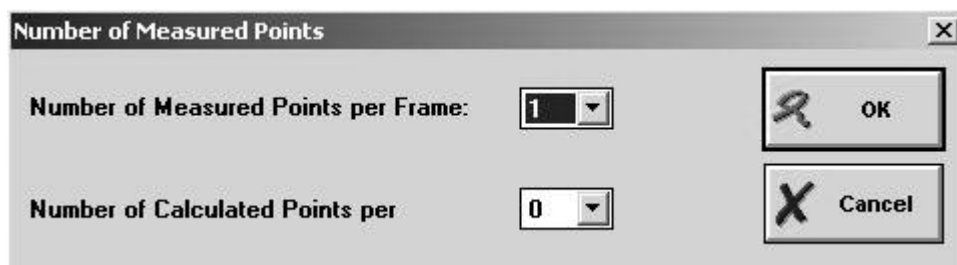 Number of Measured Points
Number of Measured Points per Frame: 1
OK
Number of Calculated Points per 0
Cancel